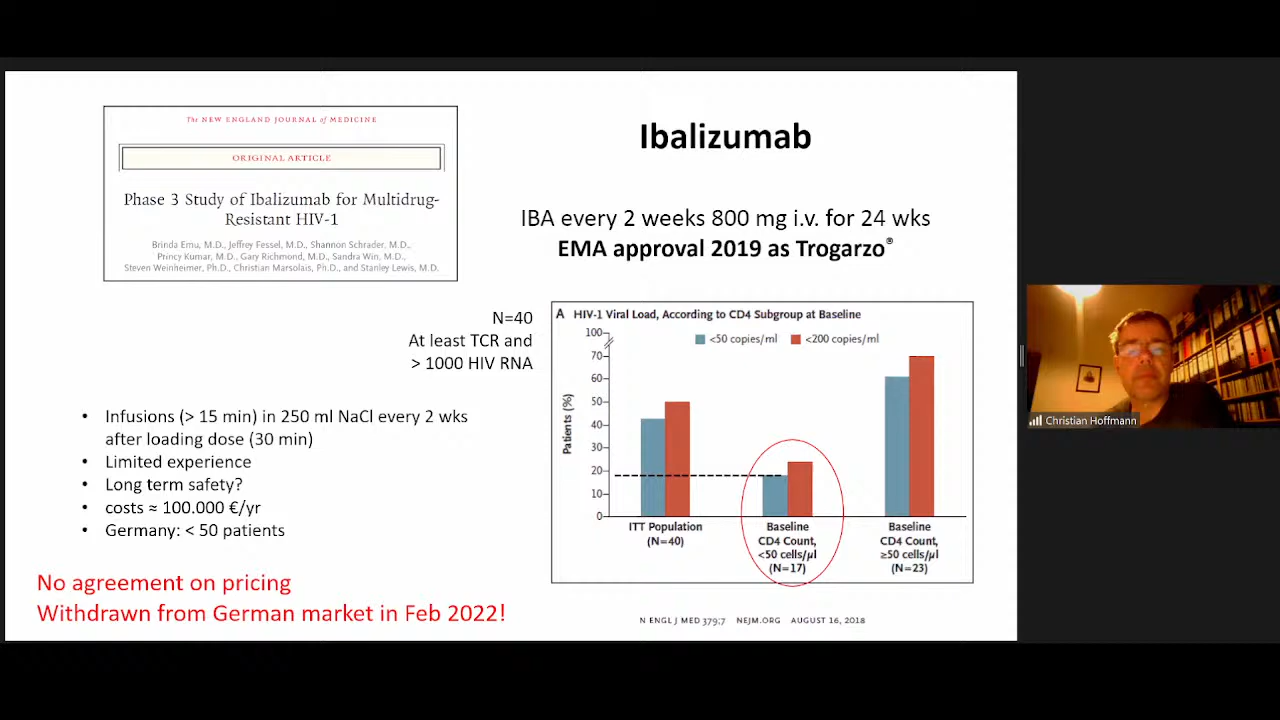 The NEW ENGLAND JOURNAL of MEDICINE
ORIGINAL ARTICLE
Phase 3 Study of Ibalizumab for Multidrug-
Resistant HIV-1
Brinda Emu, M.D., Jeffrey Fessel, M.D., Shannon Schrader, M.D.,
Princy Kumar, M.D., Gary Richmond, M.D., Sandra Win, M.D.,
Steven Weinheimer, Ph.D., Christian Marsolais, Ph.D., and Stanley Lewis, M.D.
Ibalizumab
IBA every 2 weeks 800 mg i.v. for 24 wks
EMA approval 2019 as Trogarzo®
N=40
At least TCR and
> 1000 HIV RNA
• Infusions (> 15 min) in 250 ml NaCl every 2 wks
after loading dose (30 min)
• Limited experience
• Long term safety?
• costs ≈ 100.000 €/yr
• Germany: < 50 patients
No agreement on pricing
Withdrawn from German market in Feb 2022!
A HIV-1 Viral Load, According to CD4 Subgroup at Baseline
<50 copies/ml <200 copies/ml
Patients (%)
100
70
60
50
40
30
20
10
0
ITT Population
(N=40)
Baseline
CD4 Count,
<50 cells/µl
(N=17)
Baseline
CD4 Count,
≥50 cells/µl
(N=23)
N ENGL J MED 379;7 NEJM.ORG AUGUST 16, 2018
Christian Hoffmann